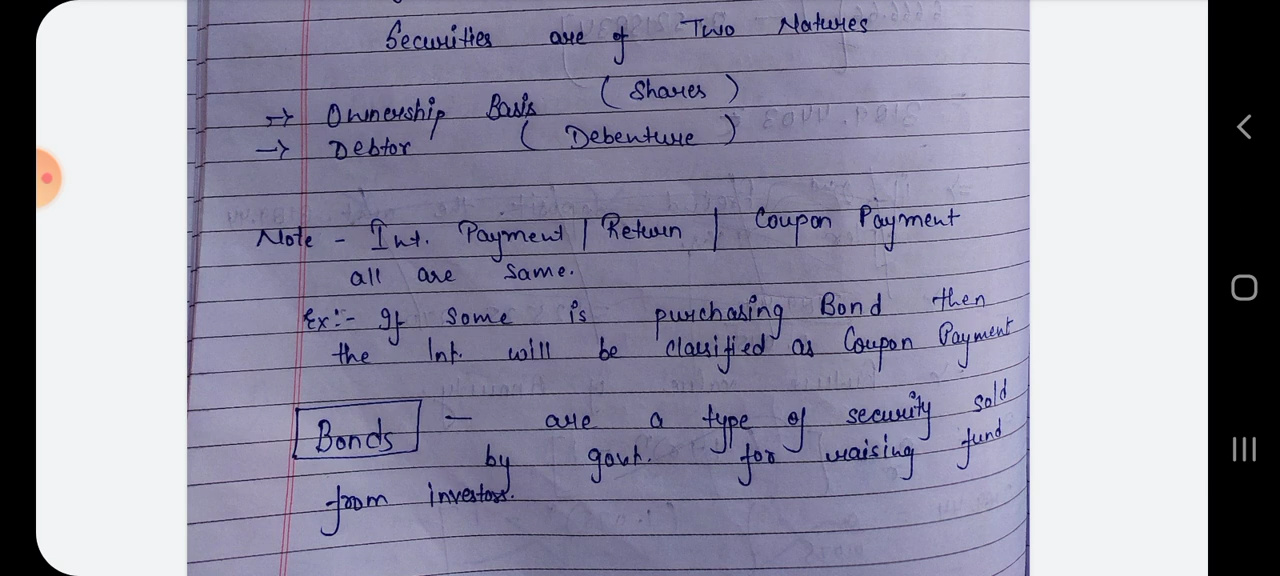 Securities are of Two Natures
→ Ownership Basis (Shares)
→ Debtor (Debenture)
Note - Int. Payment | Return | Coupon Payment
all are same.
Ex:- If some is purchasing Bond then
the Int. will be classified as Coupon Payment
Bonds - are a type of security sold
by govt. for raising fund
from investors.